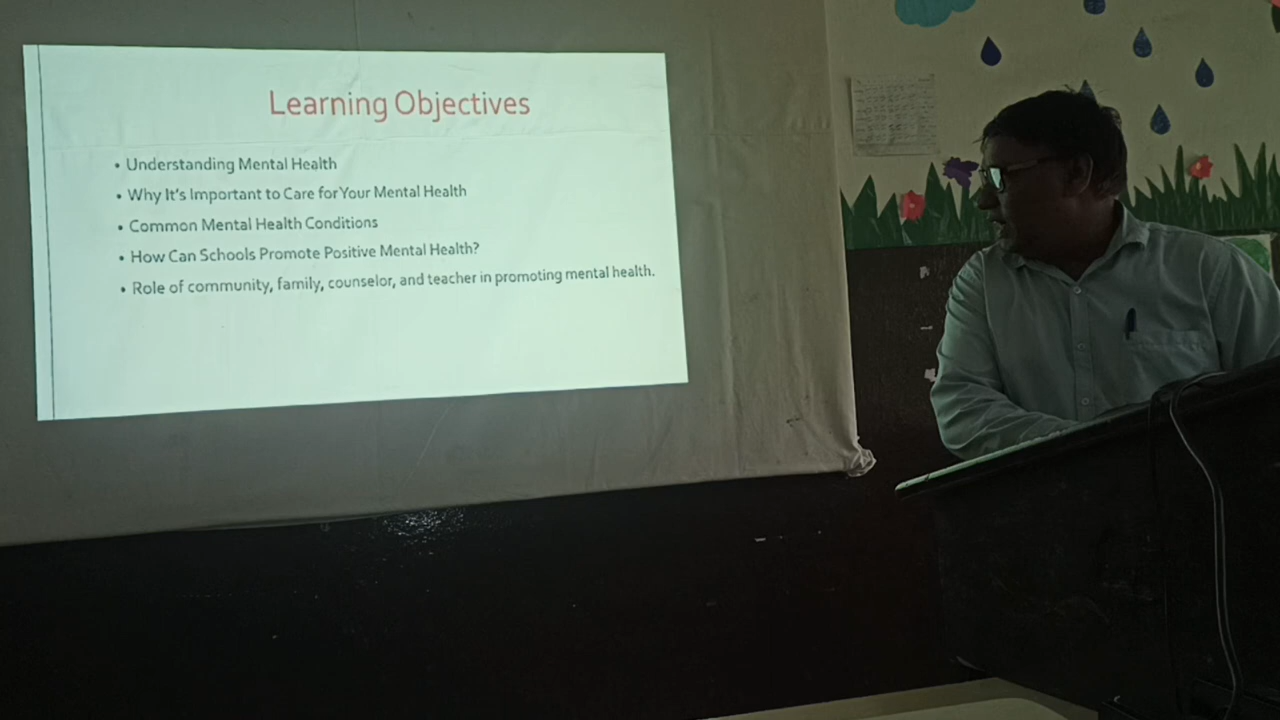 Learning Objectives
• Understanding Mental Health
• Why It's Important to Care for Your Mental Health
• Common Mental Health Conditions
• How Can Schools Promote Positive Mental Health?
• Role of community, family, counselor, and teacher in promoting mental health.